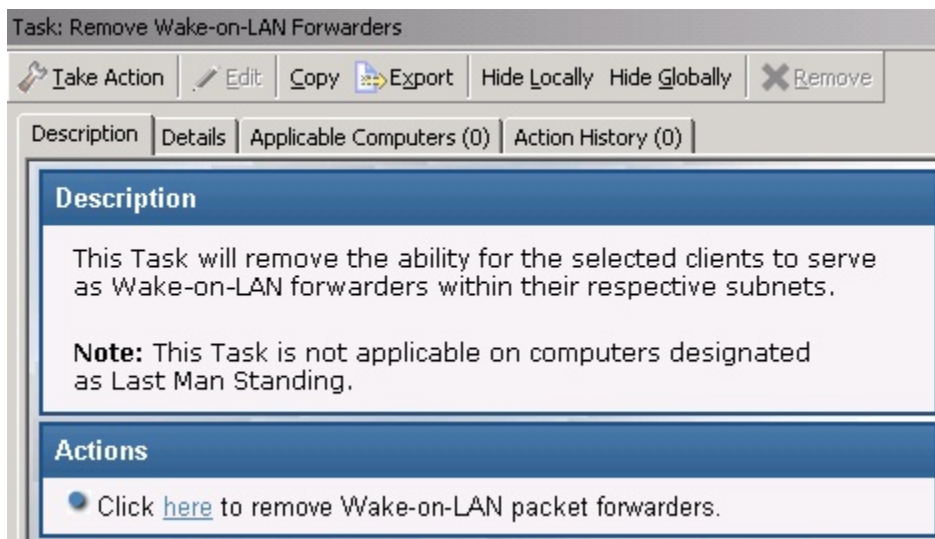 Task: Remove Wake-on-LAN Forwarders
Take Action Edit Copy Export Hide Locally Hide Globally Remove
Description Details Applicable Computers (0) Action History (0)
Description
This Task will remove the ability for the selected clients to serve
as Wake-on-LAN forwarders within their respective subnets.
Note: This Task is not applicable on computers designated
as Last Man Standing.
Actions
Click here to remove Wake-on-LAN packet forwarders.